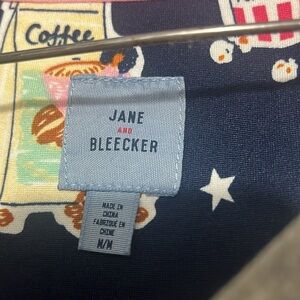 Coffee
JANE
AND
BLEECKER
MADE IN
CHINA
FABRIQUÉ EN
CHINE
M/M